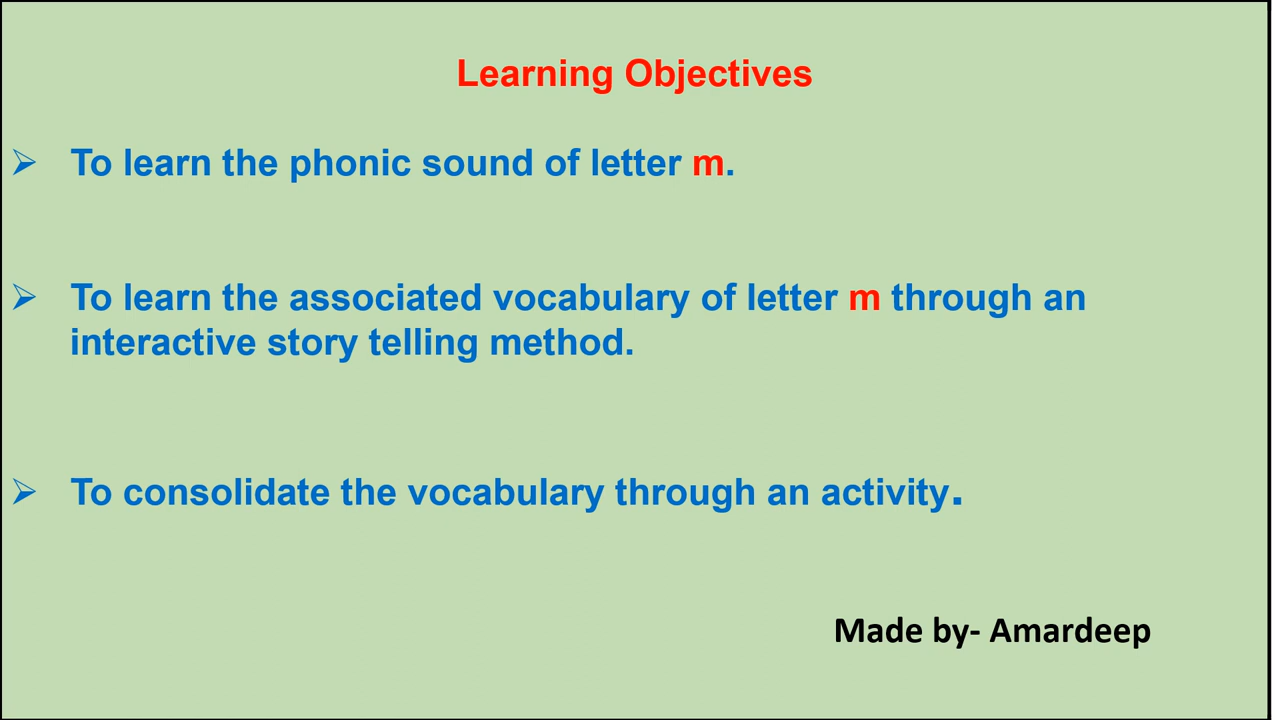 Learning Objectives
➢ To learn the phonic sound of letter m.
➢ To learn the associated vocabulary of letter m through an
interactive story telling method.
➢ To consolidate the vocabulary through an activity.
Made by- Amardeep